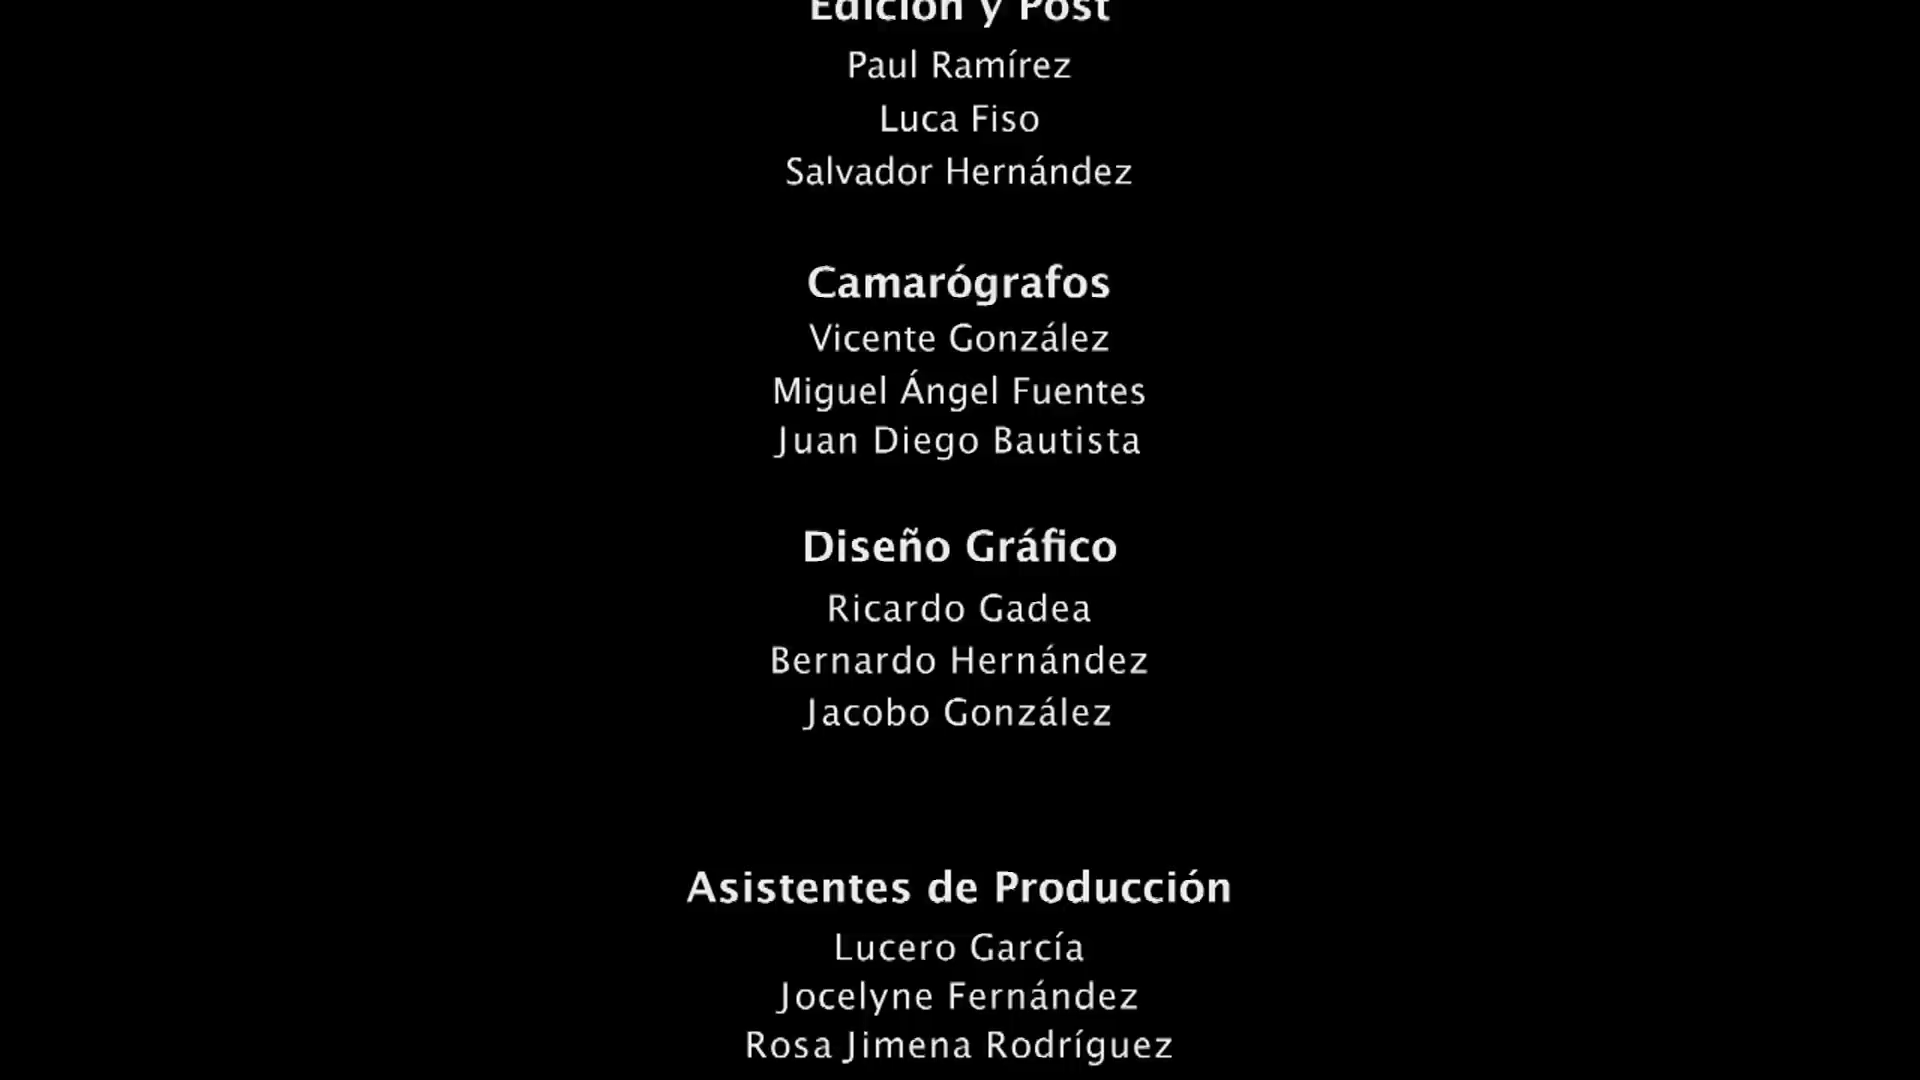 Edición y Post
Paul Ramírez
Luca Fiso
Salvador Hernández
Camarógrafos
Vicente González
Miguel Ángel Fuentes
Juan Diego Bautista
Diseño Gráfico
Ricardo Gadea
Bernardo Hernández
Jacobo González
Asistentes de Producción
Lucero García
Jocelyne Fernández
Rosa Jimena Rodríguez